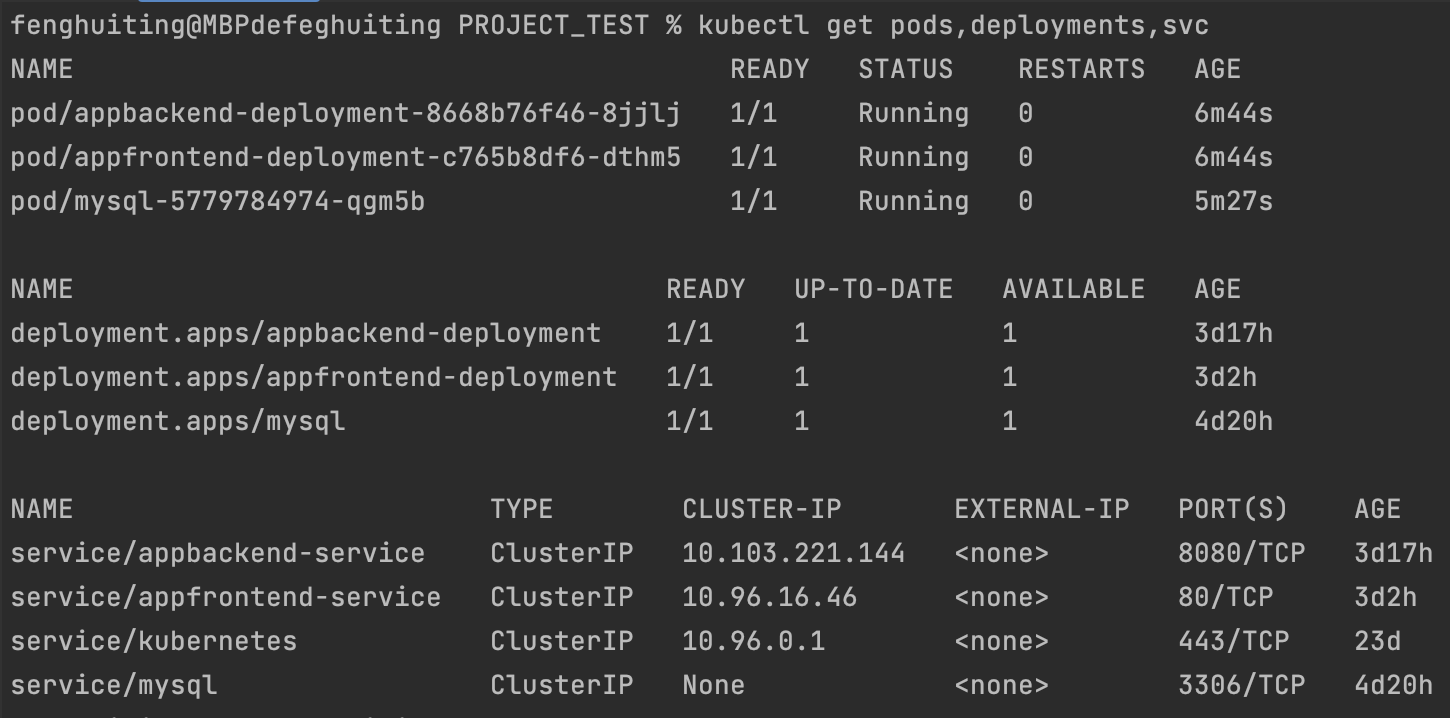 fenghuiting@MBPdefeghuiting PROJECT_TEST % kubectl get pods,deployments,svc
NAME READY STATUS RESTARTS AGE
pod/appbackend-deployment-8668b76f46-8jjlj 1/1 Running 0 6m44s
pod/appfrontend-deployment-c765b8df6-dthm5 1/1 Running 0 6m44s
pod/mysql-5779784974-qgm5b 1/1 Running 0 5m27s
NAME READY UP-TO-DATE AVAILABLE AGE
deployment.apps/appbackend-deployment 1/1 1 1 3d17h
deployment.apps/appfrontend-deployment 1/1 1 1 3d2h
deployment.apps/mysql 1/1 1 1 4d20h
NAME TYPE CLUSTER-IP EXTERNAL-IP PORT(S) AGE
service/appbackend-service ClusterIP 10.103.221.144 <none> 8080/TCP 3d17h
service/appfrontend-service ClusterIP 10.96.16.46 <none> 80/TCP 3d2h
service/kubernetes ClusterIP 10.96.0.1 <none> 443/TCP 23d
service/mysql ClusterIP None <none> 3306/TCP 4d20h